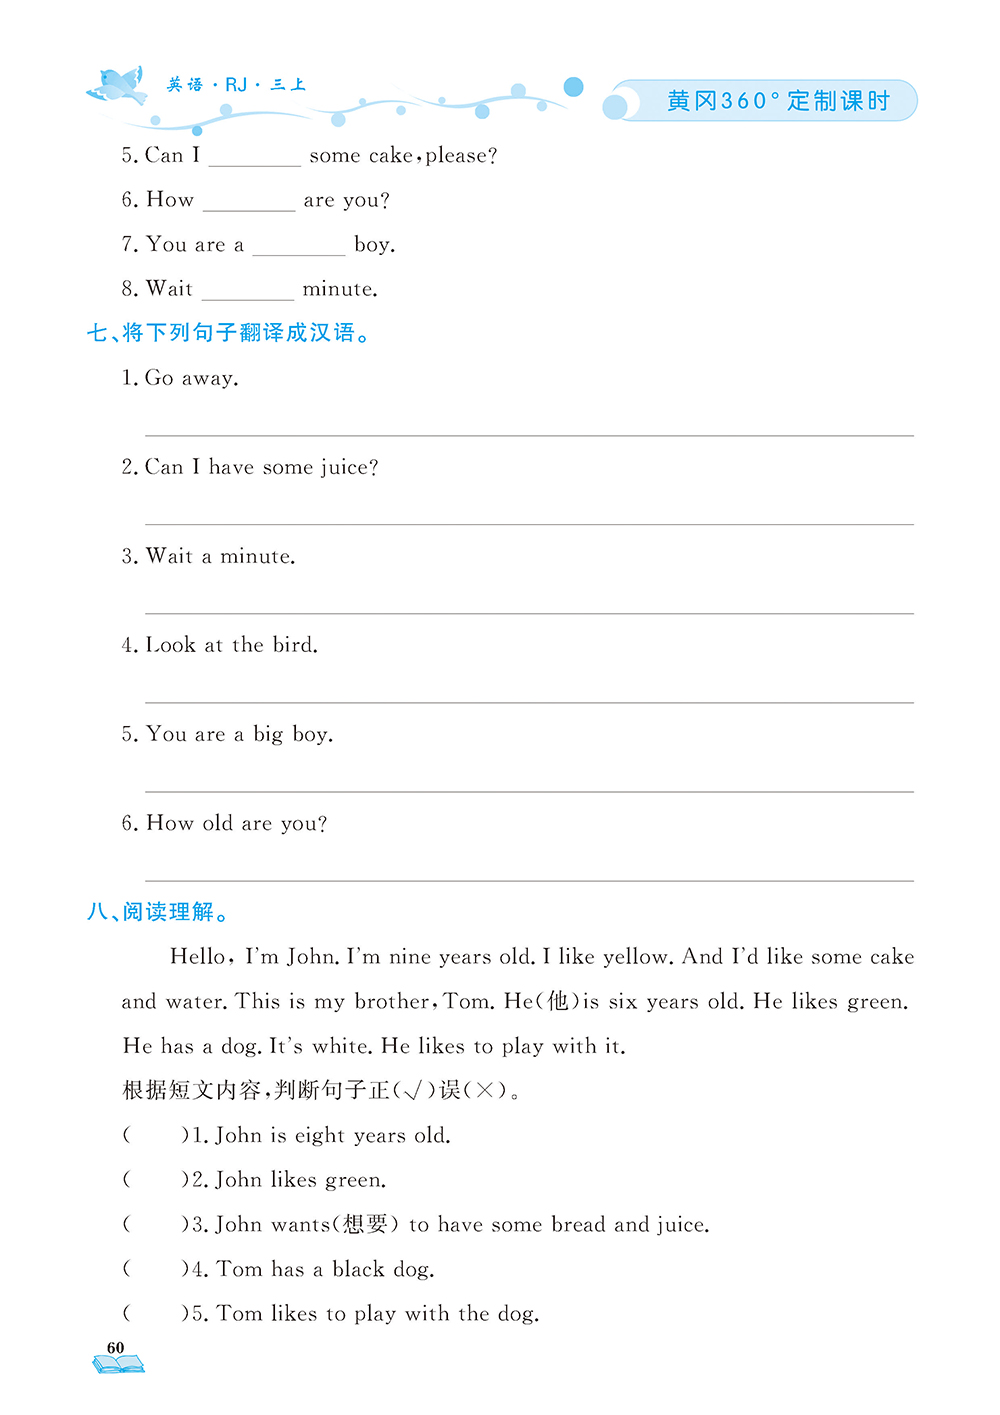 英语·RJ·三上
黄冈360°定制课时
5. Can I ________ some cake, please?
6. How ________ are you?
7. You are a ________ boy.
8. Wait ________ minute.
七、将下列句子翻译成汉语。
1. Go away.
2. Can I have some juice?
3. Wait a minute.
4. Look at the bird.
5. You are a big boy.
6. How old are you?
八、阅读理解。
Hello, I'm John. I'm nine years old. I like yellow. And I'd like some cake
and water. This is my brother, Tom. He(他)is six years old. He likes green.
He has a dog. It's white. He likes to play with it.
根据短文内容,判断句子正(√)误(×)。
(    )1. John is eight years old.
(    )2. John likes green.
(    )3. John wants(想要) to have some bread and juice.
(    )4. Tom has a black dog.
(    )5. Tom likes to play with the dog.
60